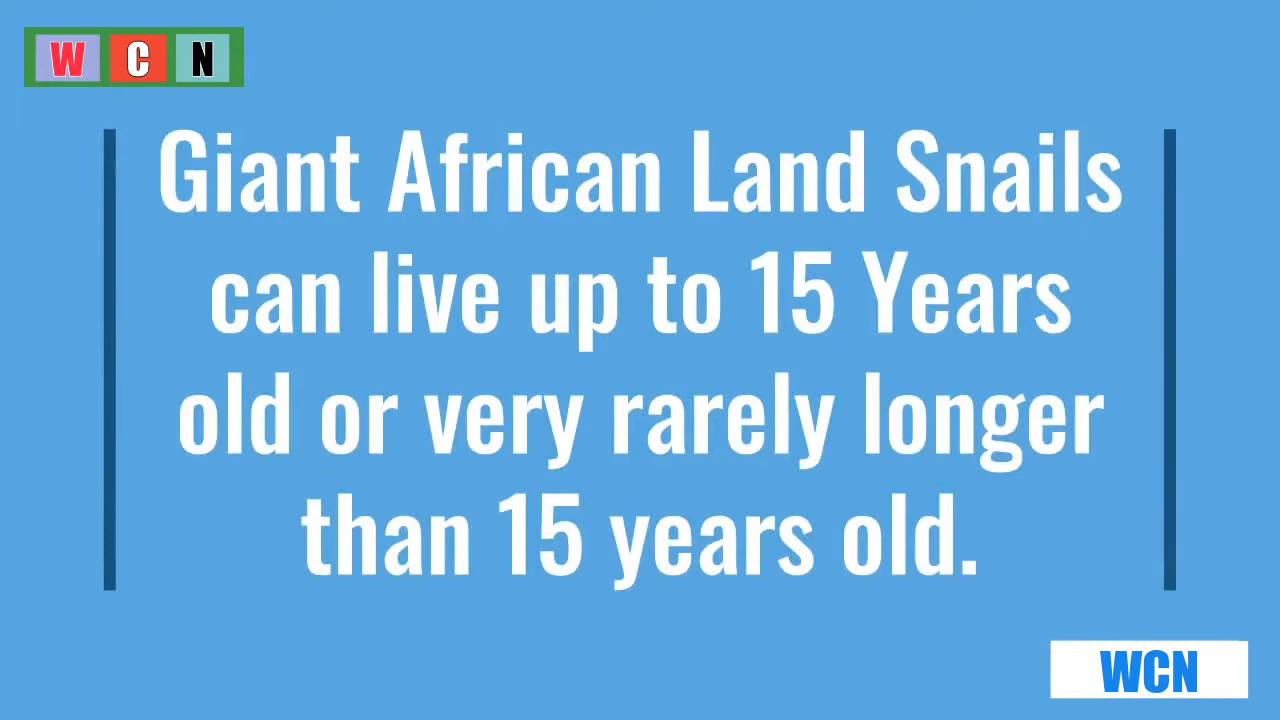 W C N
Giant African Land Snails
can live up to 15 Years
old or very rarely longer
than 15 years old.
WCN